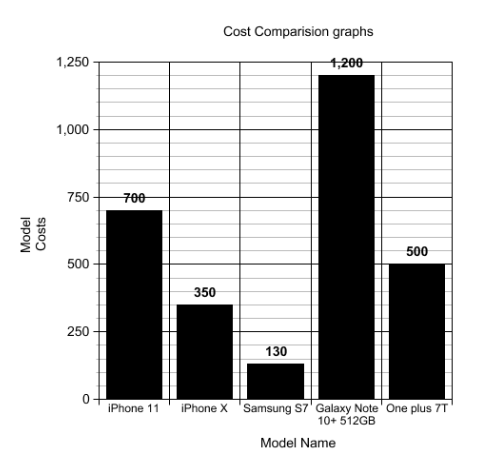 Cost Comparision graphs
1,250
1,000
750
500
250
0
Model
Costs
700
350
130
1,200
500
iPhone 11
iPhone X
Samsung S7
Galaxy Note
10+ 512GB
One plus 7T
Model Name